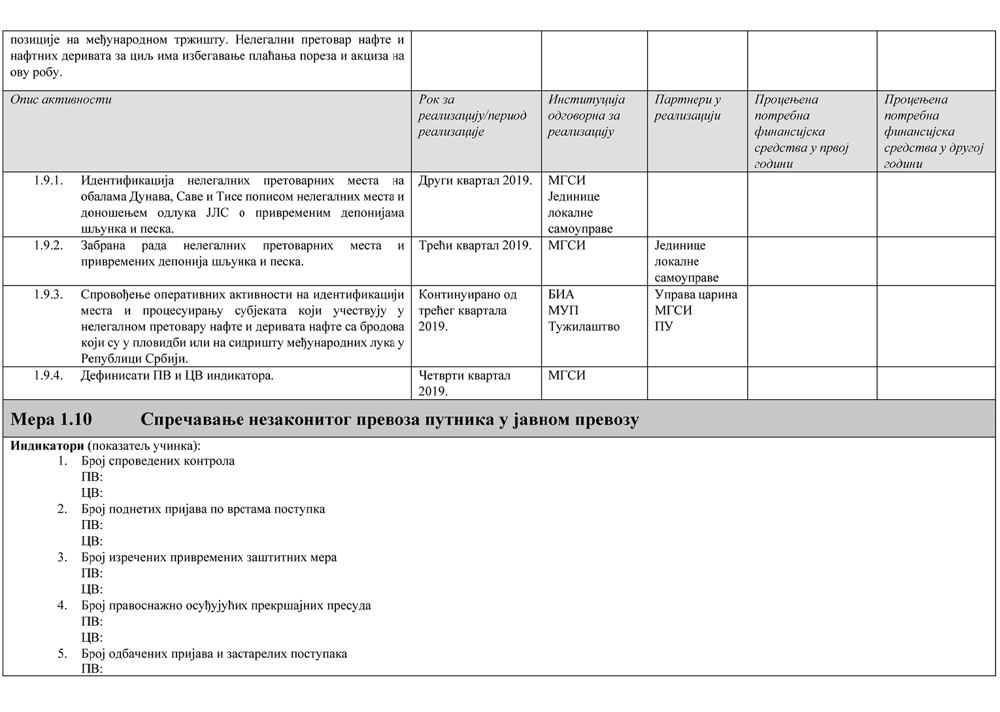 позиције на међународном тржишту. Нелегални претовар нафте и
нафтних деривата за циљ има избегавање плаћања пореза и акциза на
ову робу.
Опис активности
Рок за
реализацију/период
реализације
Институција
одговорна за
реализацију
Партнери у
реализацији
Процењена
потребна
финансијска
средства у првој
години
Процењена
потребна
финансијска
средства у другој
години
1.9.1. Идентификација нелегалних претоварних места на
обалама Дунава, Саве и Тисе пописом нелегалних места и
доношењем одлука ЈЛС о привременим депонијама
шљунка и песка.
Други квартал 2019.
МГСИ
Јединице
локалне
самоуправе
1.9.2. Забрана рада нелегалних претоварних места и
привремених депонија шљунка и песка.
Трећи квартал 2019.
МГСИ
Јединице
локалне
самоуправе
1.9.3. Спровођење оперативних активности на идентификацији
места и процесуирању субјеката који учествују у
нелегалном претовару нафте и деривата нафте са бродова
који су у пловидби или на сидришту међународних лука у
Републици Србији.
Континуирано од
трећег квартала
2019.
БИА
МУП
Тужилаштво
Управа царина
МГСИ
ПУ
1.9.4. Дефинисати ПВ и ЦВ индикатора.
Четврти квартал
2019.
МГСИ
Мера 1.10 Спречавање незаконитог превоза путника у јавном превозу
Индикатори (показатељ учинка):
1. Број спроведених контрола
ПВ:
ЦВ:
2. Број поднетих пријава по врстама поступка
ПВ:
ЦВ:
3. Број изречених привремених заштитних мера
ПВ:
ЦВ:
4. Број правоснажно осуђујућих прекршајних пресуда
ПВ:
ЦВ:
5. Број одбачених пријава и застарелих поступака
ПВ: